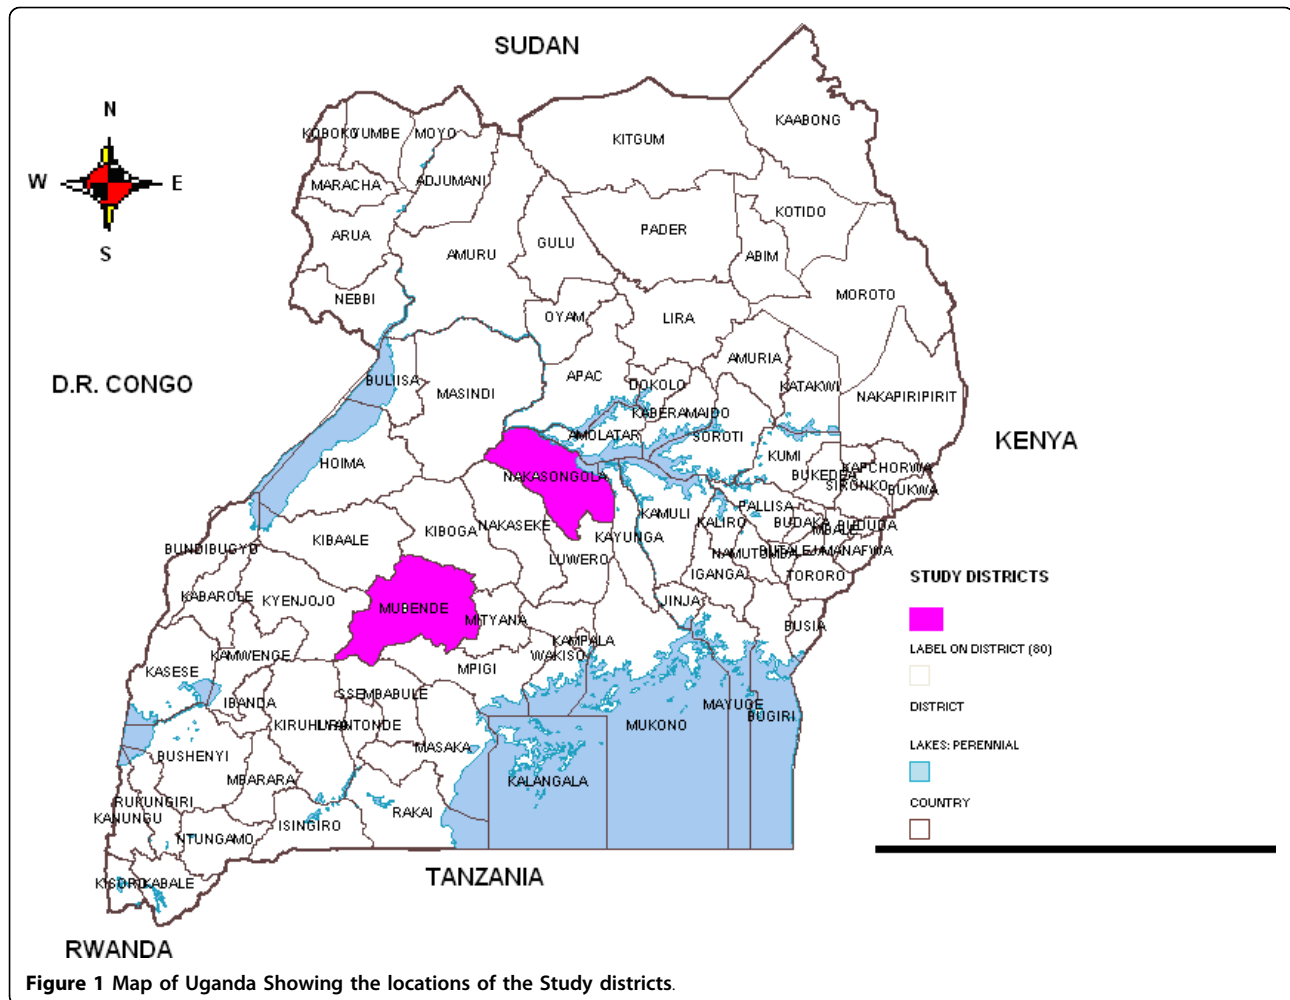 SUDAN
N
W
E
S
KAABONG
KITGUM
KOBOKO
YUMBE
MOYO
MARACHA
ADJUMANI
KOTIDO
ARUA
GULU
PADER
AMURU
ABIM
NEBBI
MOROTO
OYAM
LIRA
AMURIA
D.R. CONGO
BULIISA
MASINDI
APAC
DOKOLO
KATAKWI
NAKAPIRIPIRIT
KABERAMAIDO
AMOLATAR
SOROTI
KENYA
HOIMA
KUMI
NAKASONGOLA
BUKEDEA
KAPCHORWA
SIRONKO
BUKWA
KAMULI
PALLISA
KALIRO
BUDAKA
MBALE
BUDUDA
KIBOGA
NAKASEKE
KAYUNGA
KIBAALE
BUNDIBUGYO
LUWERO
NAMUTUMBA
BUTALEJA
MANAFWA
IGANGA
TORORO
STUDY DISTRICTS
KABAROLE
KYENJOJO
MUBENDE
MITYANA
JINJA
BUSIA
KAMPALA
WAKISO
LABEL ON DISTRICT (80)
KAMWENGE
KASESE
MPIGI
SSEMBABULE
IBANDA
KIRUHURA
LYANTONDE
MAYUGE
BUGIRI
DISTRICT
MUKONO
MASAKA
LAKES: PERENNIAL
BUSHENYI
MBARARA
KALANGALA
RUKUNGIRI
KANUNGU
RAKAI
ISINGIRO
COUNTRY
NTUNGAMO
KISORO
KABALE
TANZANIA
RWANDA
Figure 1 Map of Uganda Showing the locations of the Study districts.